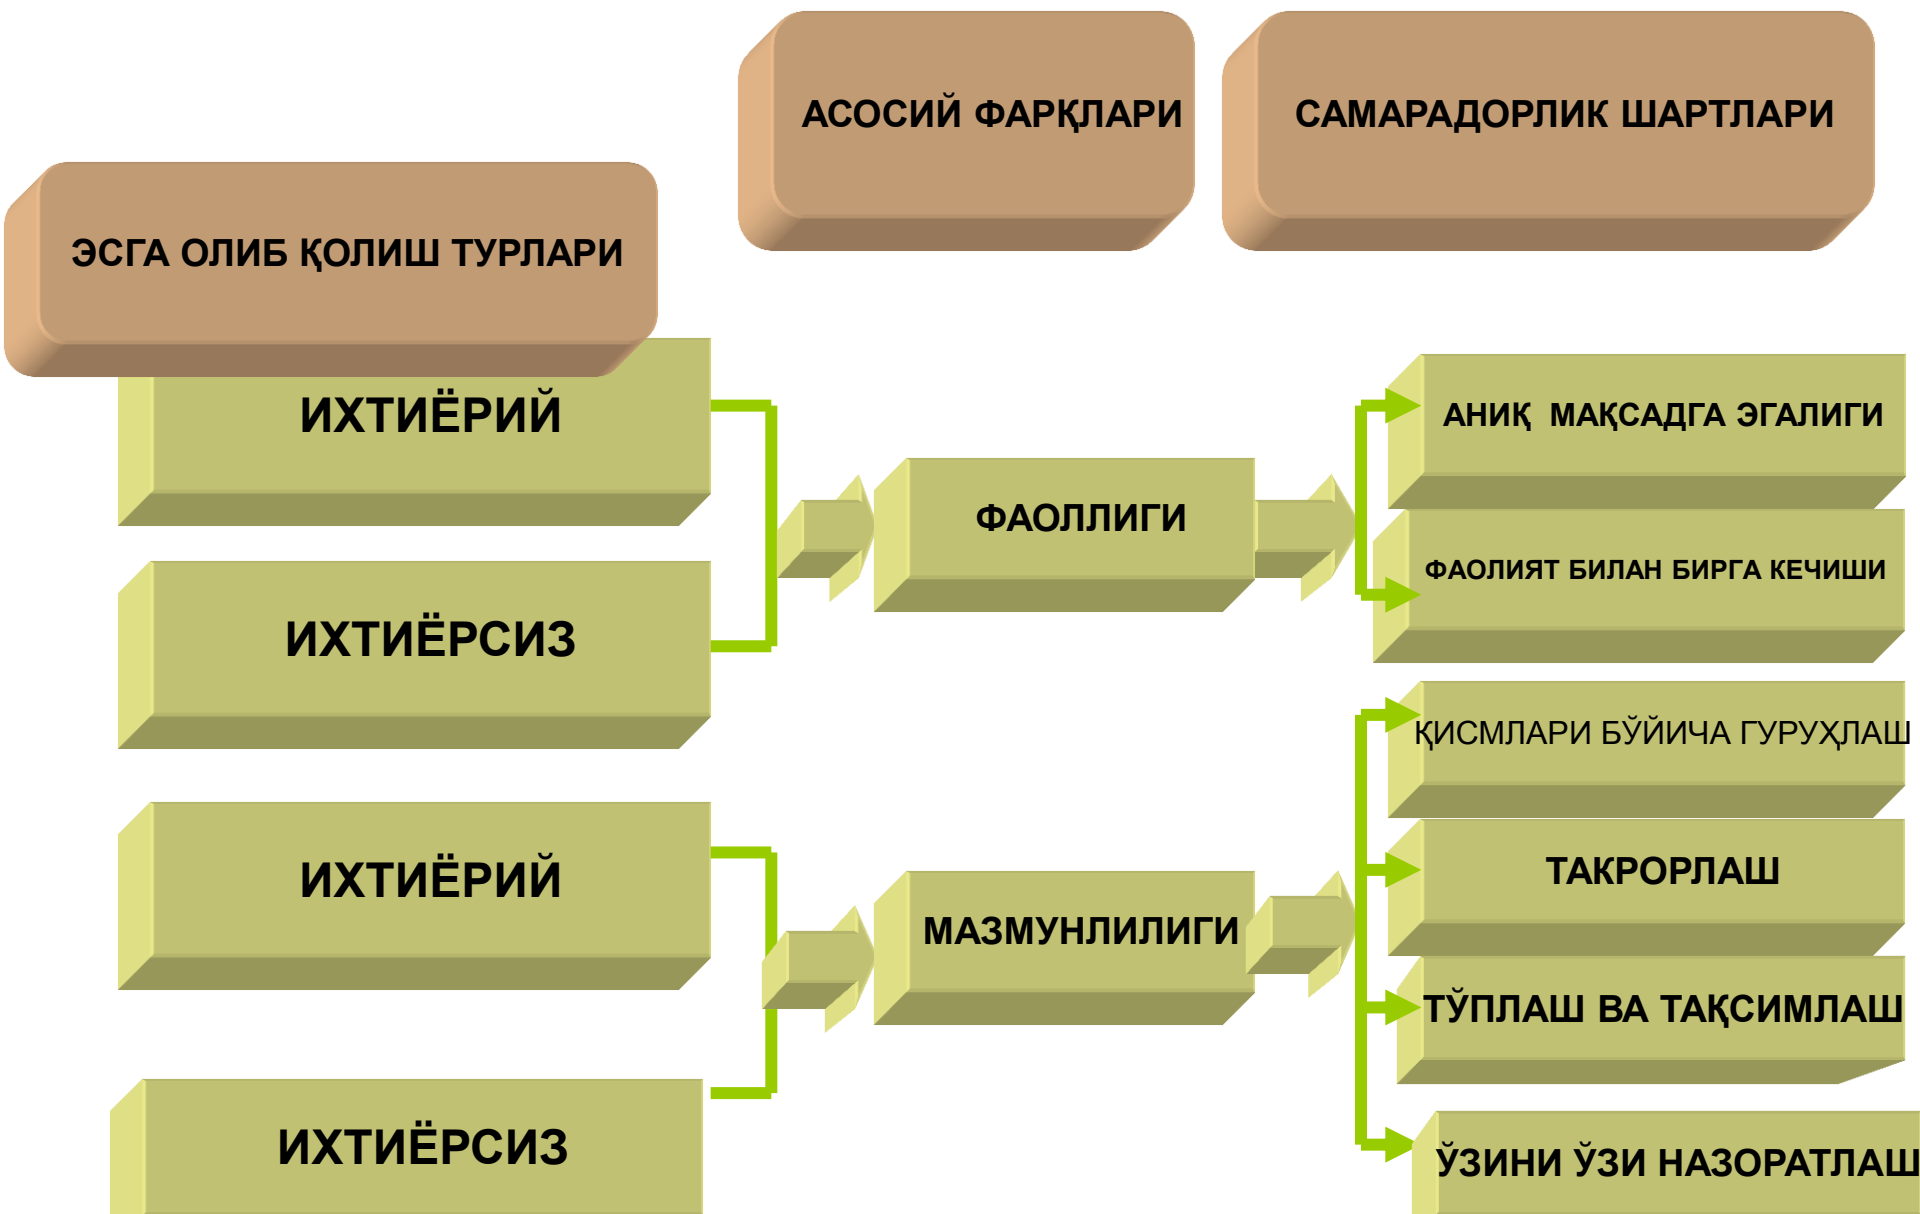 АСОСИЙ ФАРҚЛАРИ
САМАРАДОРЛИК ШАРТЛАРИ
ЭСГА ОЛИБ ҚОЛИШ ТУРЛАРИ
ИХТИЁРИЙ
ИХТИЁРСИЗ
ФАОЛЛИГИ
АНИҚ МАҚСАДГА ЭГАЛИГИ
ФАОЛИЯТ БИЛАН БИРГА КЕЧИШИ
ИХТИЁРИЙ
ИХТИЁРСИЗ
МАЗМУНЛИЛИГИ
ҚИСМЛАРИ БЎЙИЧА ГУРУҲЛАШ
ТАКРОРЛАШ
ТЎПЛАШ ВА ТАҚСИМЛАШ
ЎЗИНИ ЎЗИ НАЗОРАТЛАШ